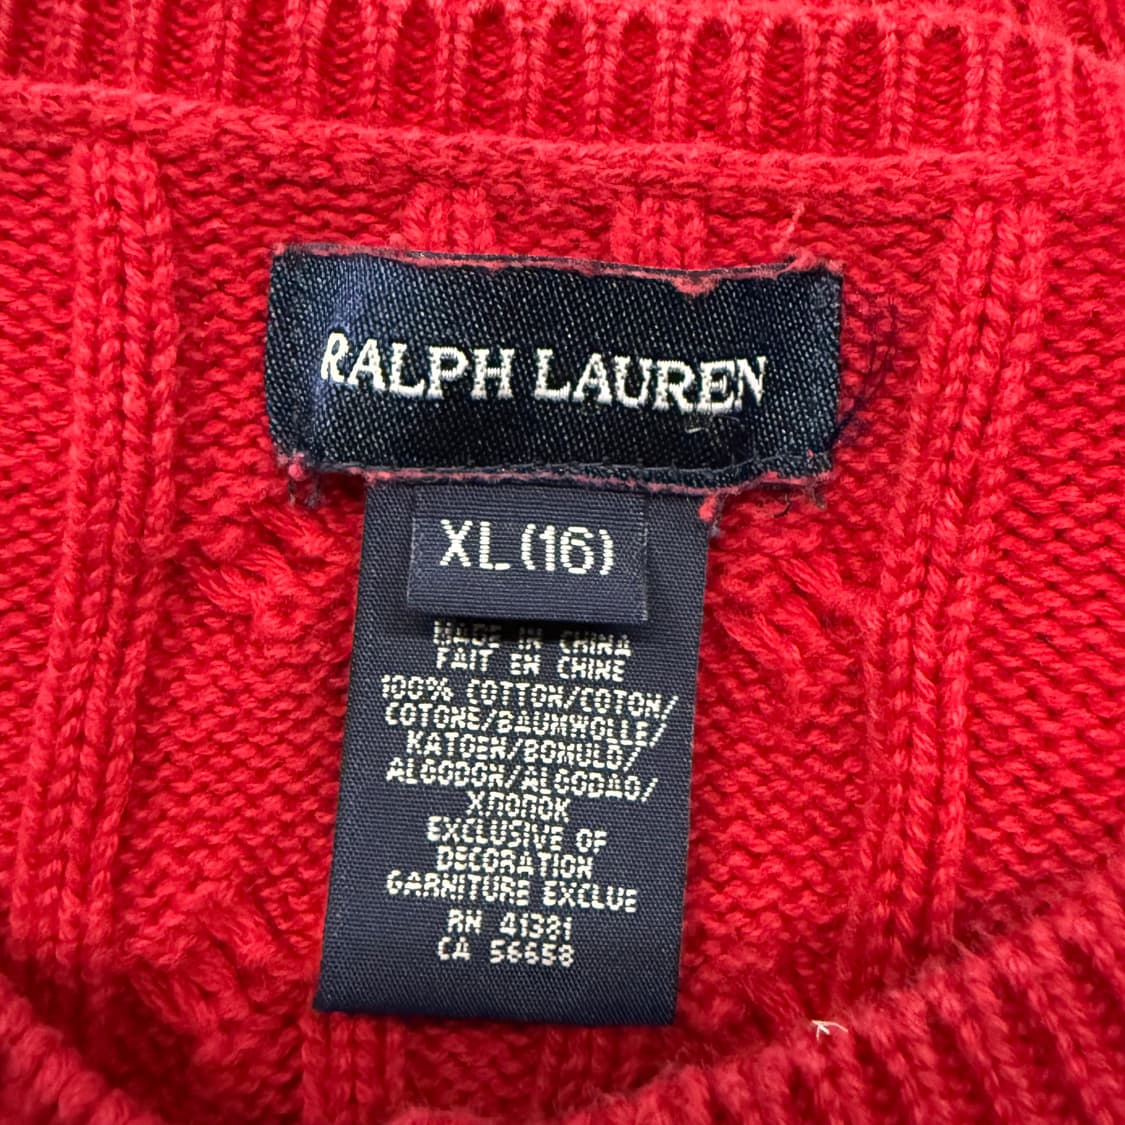 RALPH LAUREN
XL (16)
MADE IN CHINA
FAIT EN CHINE
100% COTTON/COTON/
COTONE/BAUMWOLLE/
KATOEN/BOMULD/
ALGODON/ALGODAO/
ХЛОПОК
EXCLUSIVE OF
DECORATION
GARNITURE EXCLUE
RN 41381
CA 56658